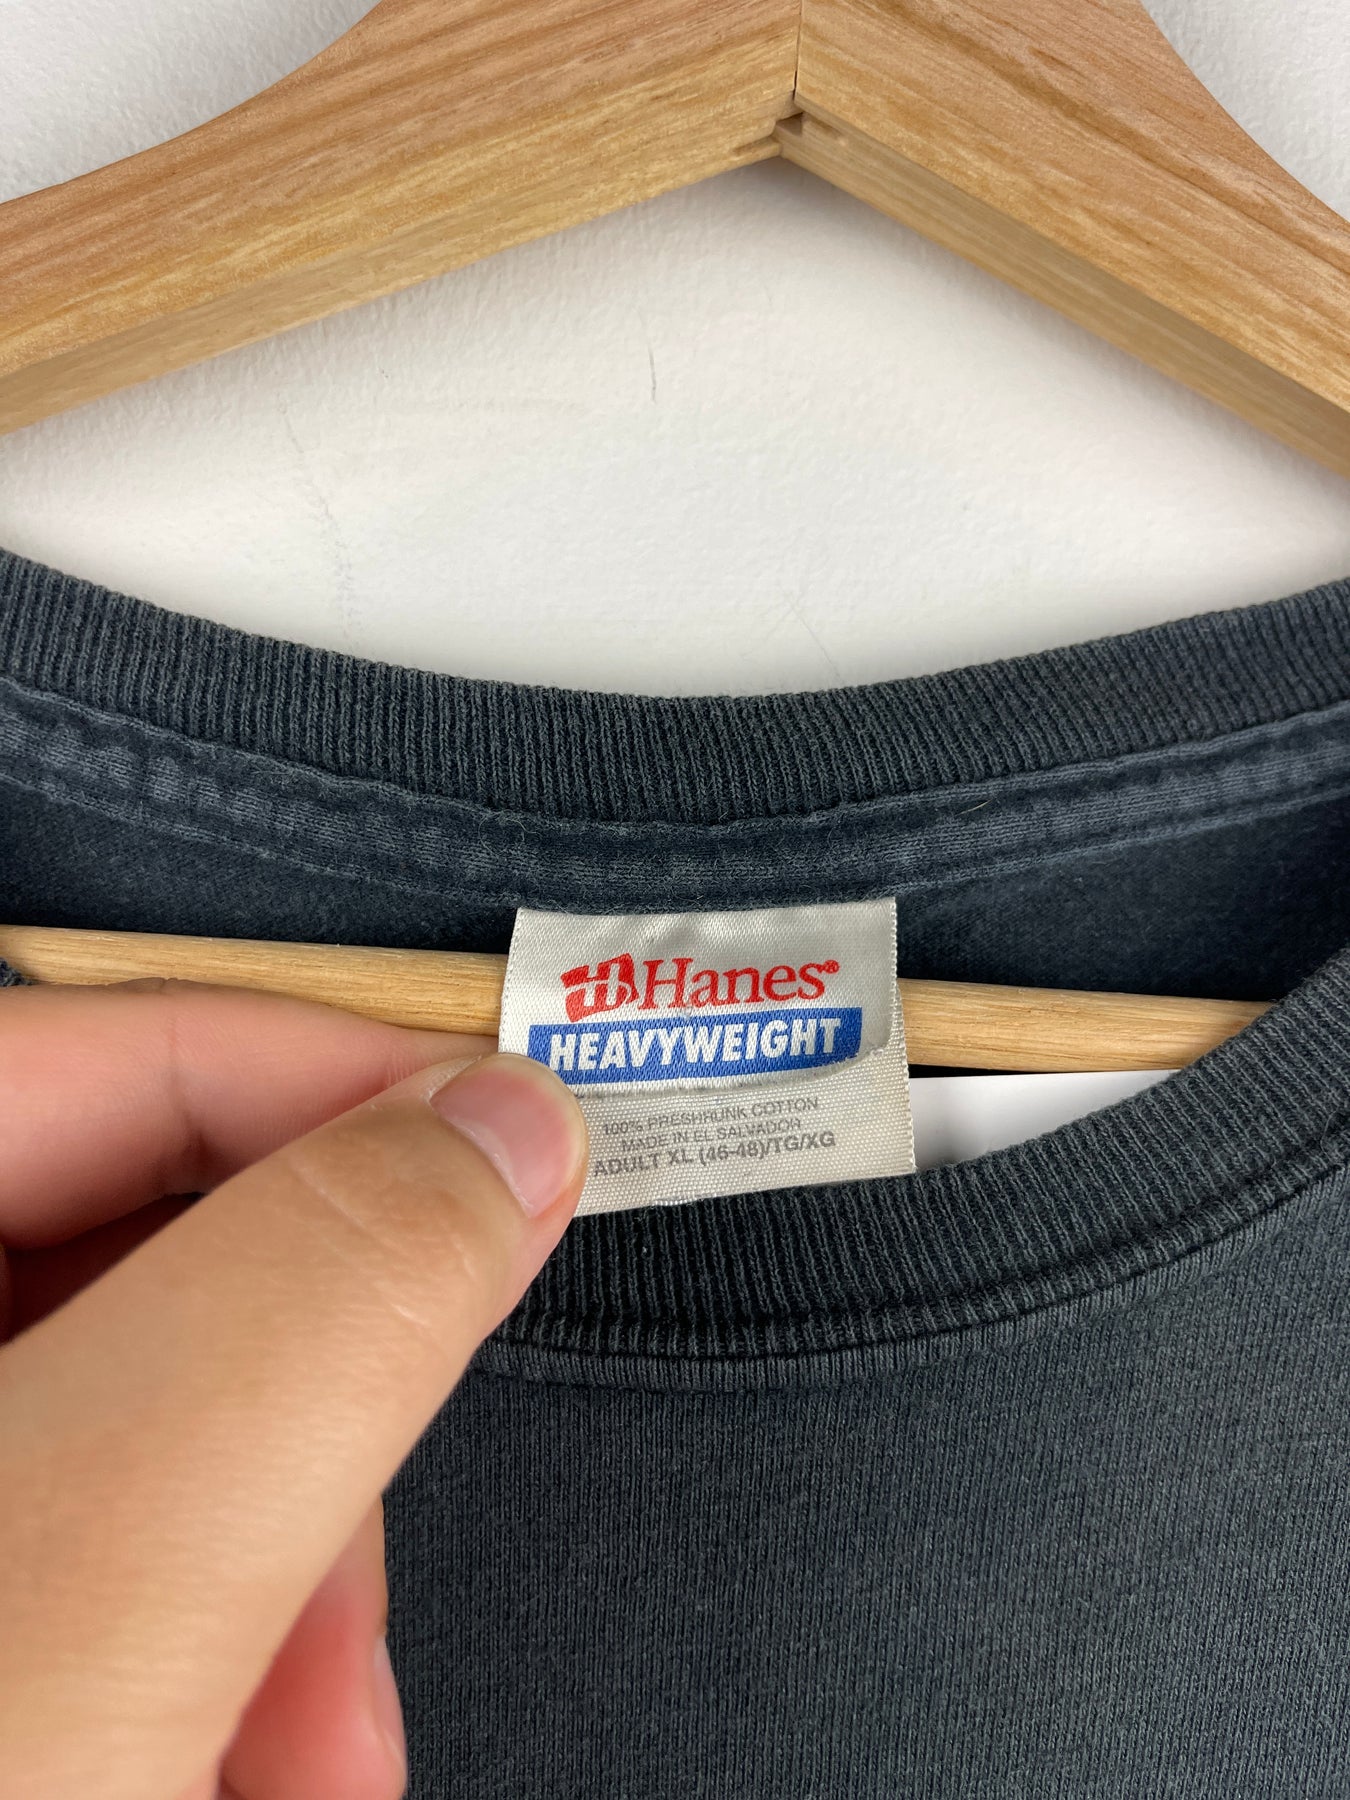 Hanes®
HEAVYWEIGHT
100% PRESHRUNK COTTON
MADE IN EL SALVADOR
ADULT XL (46-48)/TG/XG